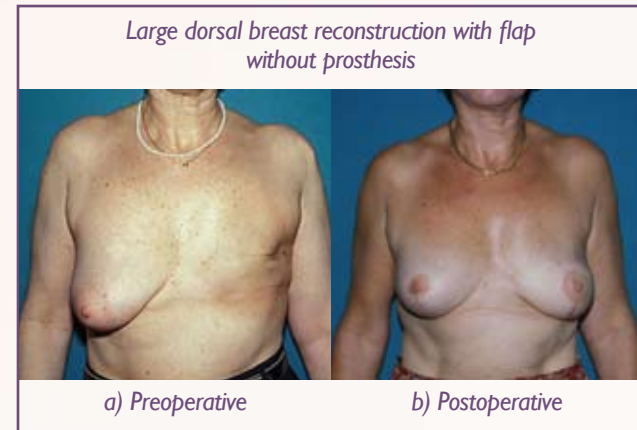 Large dorsal breast reconstruction with flap
without prosthesis
a) Preoperative
b) Postoperative